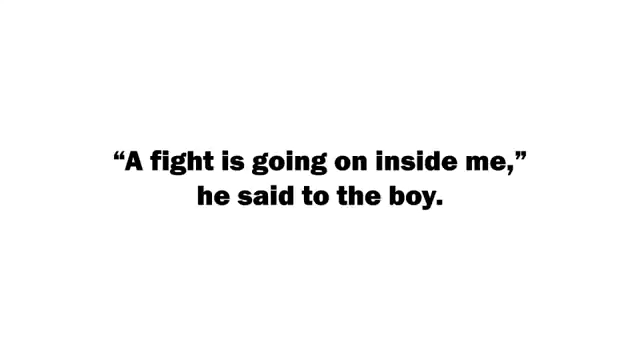 “A fight is going on inside me,”
he said to the boy.